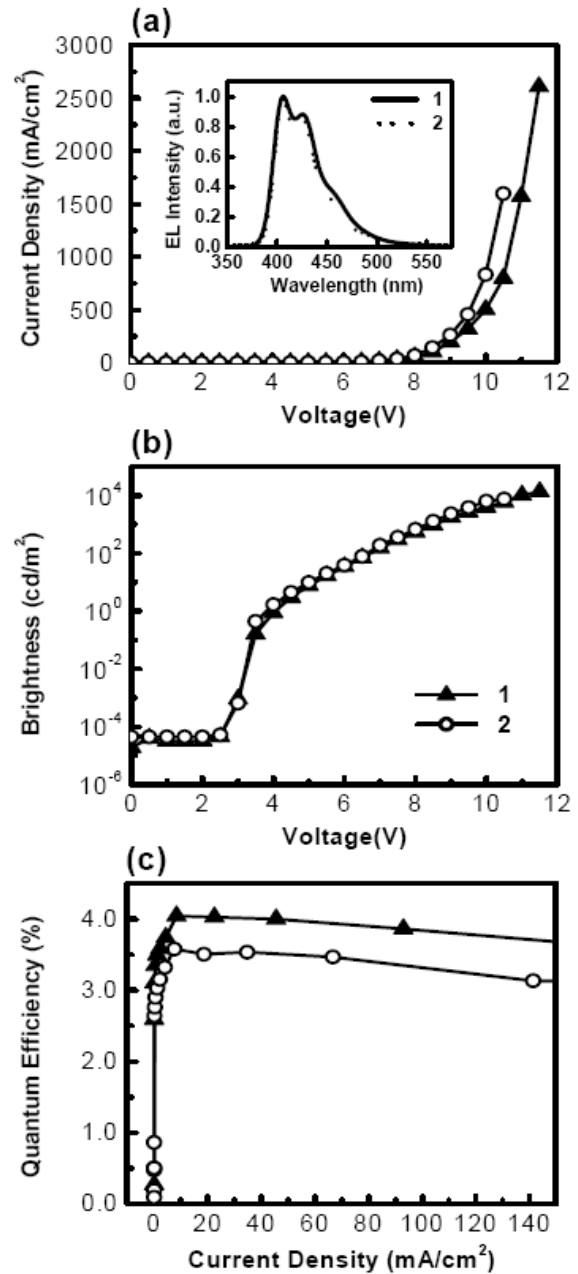 (a)
3000
2500
2000
1500
1000
500
0
Current Density (mA/cm²)
0 2 4 6 8 10 12
Voltage(V)
1.0
0.8
0.6
0.4
0.2
0.0
EL Intensity (a.u.)
350 400 450 500 550
Wavelength (nm)
1
2
(b)
10⁴
10²
10⁰
10⁻²
10⁻⁴
10⁻⁶
Brightness (cd/m²)
0 2 4 6 8 10 12
Voltage(V)
1
2
(c)
4.0
3.0
2.0
1.0
0.0
Quantum Efficiency (%)
0 20 40 60 80 100 120 140
Current Density (mA/cm²)